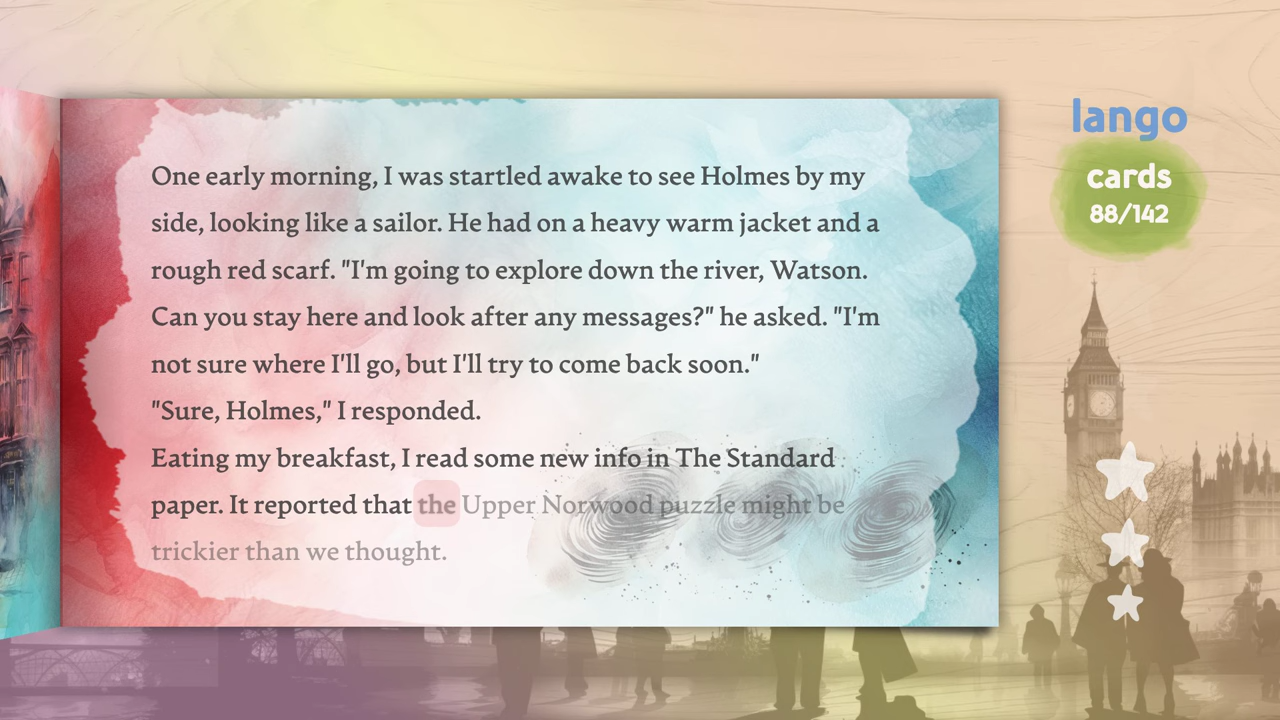 One early morning, I was startled awake to see Holmes by my
side, looking like a sailor. He had on a heavy warm jacket and a
rough red scarf. "I'm going to explore down the river, Watson.
Can you stay here and look after any messages?" he asked. "I'm
not sure where I'll go, but I'll try to come back soon."
"Sure, Holmes," I responded.
Eating my breakfast, I read some new info in The Standard
paper. It reported that the Upper Norwood puzzle might be
trickier than we thought.
lango
cards
88/142